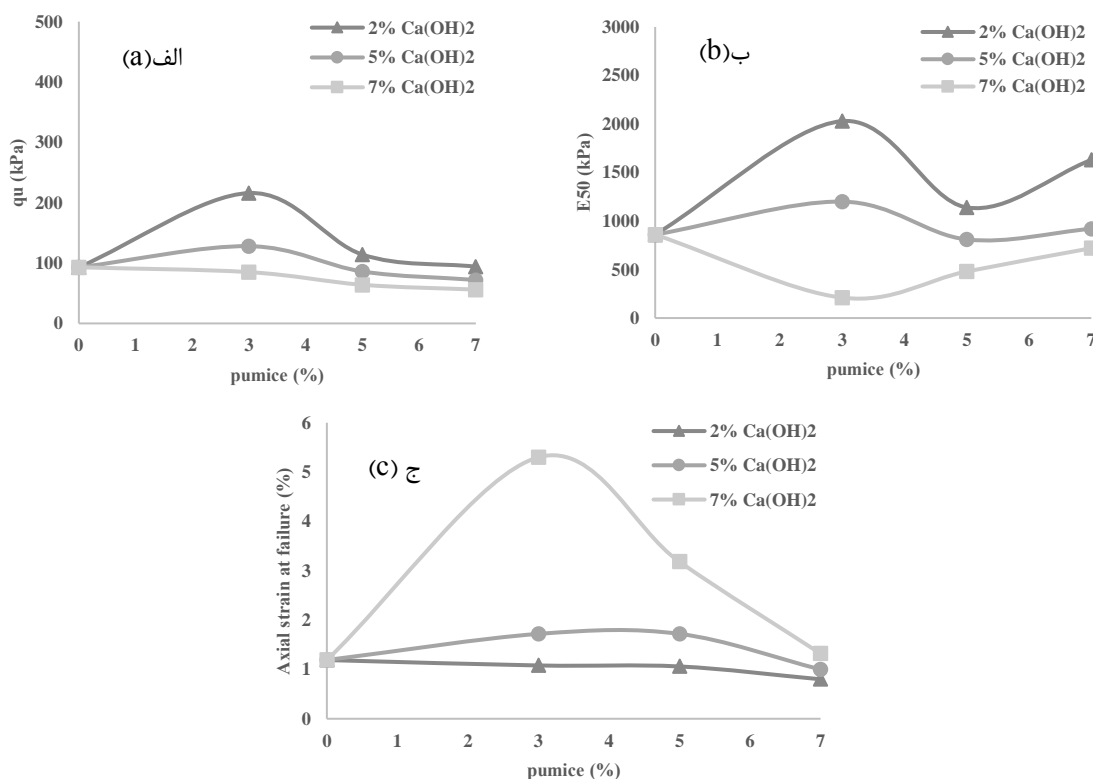 الف(a)
qu (kPa)
500
400
300
200
100
0
0 1 2 3 4 5 6 7
pumice (%)
2% Ca(OH)2
5% Ca(OH)2
7% Ca(OH)2
ب(b)
E50 (kPa)
3000
2500
2000
1500
1000
500
0
0 1 2 3 4 5 6 7
pumice (%)
2% Ca(OH)2
5% Ca(OH)2
7% Ca(OH)2
ج (c)
Axial strain at failure (%)
6
5
4
3
2
1
0
0 1 2 3 4 5 6 7
pumice (%)
2% Ca(OH)2
5% Ca(OH)2
7% Ca(OH)2